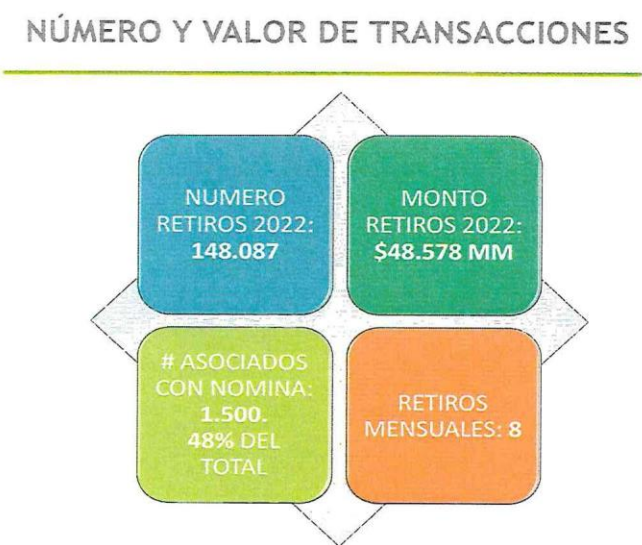 NÚMERO Y VALOR DE TRANSACCIONES
NUMERO
RETIROS 2022:
148.087
MONTO
RETIROS 2022:
$48.578 MM
# ASOCIADOS
CON NOMINA:
1.500.
48% DEL
TOTAL
RETIROS
MENSUALES: 8